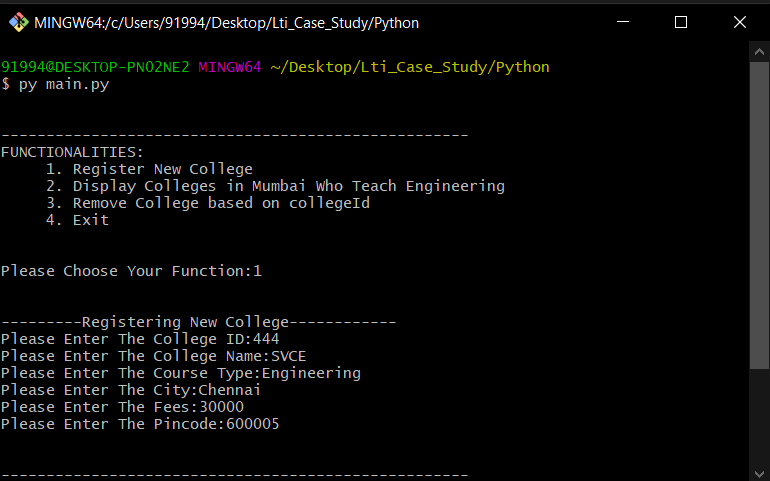 MINGW64:/c/Users/91994/Desktop/Lti_Case_Study/Python
91994@DESKTOP-PNO2NE2 MINGW64 ~/Desktop/Lti_Case_Study/Python
$ py main.py
----------------------------------------------------
FUNCTIONALITIES:
1. Register New College
2. Display Colleges in Mumbai Who Teach Engineering
3. Remove College based on collegeId
4. Exit
Please Choose Your Function:1
---------Registering New College------------
Please Enter The College ID:444
Please Enter The College Name:SVCE
Please Enter The Course Type:Engineering
Please Enter The City:Chennai
Please Enter The Fees:30000
Please Enter The Pincode:600005
----------------------------------------------------